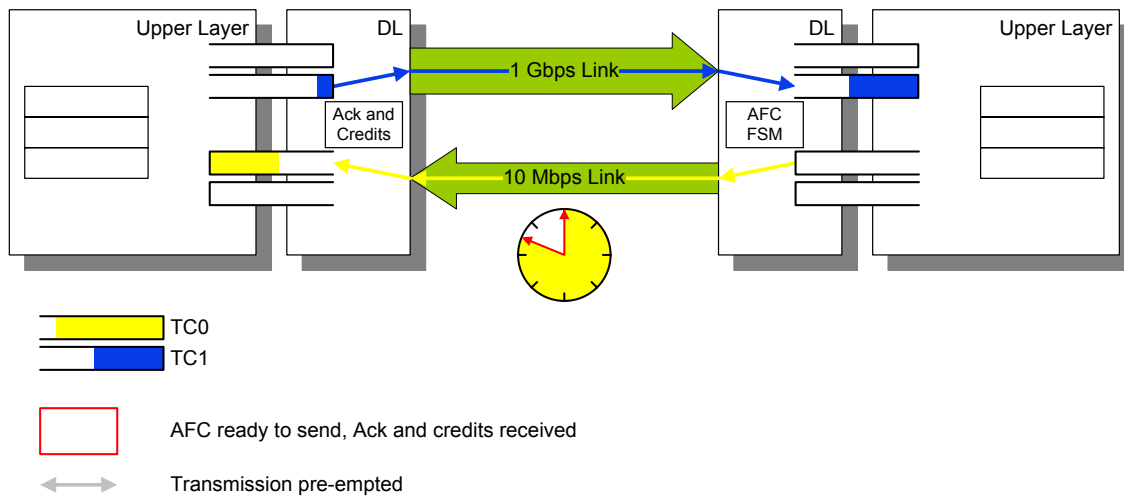 Upper Layer
DL
DL
Upper Layer
1 Gbps Link
Ack and
Credits
AFC
FSM
10 Mbps Link
TC0
TC1
AFC ready to send, Ack and credits received
Transmission pre-empted